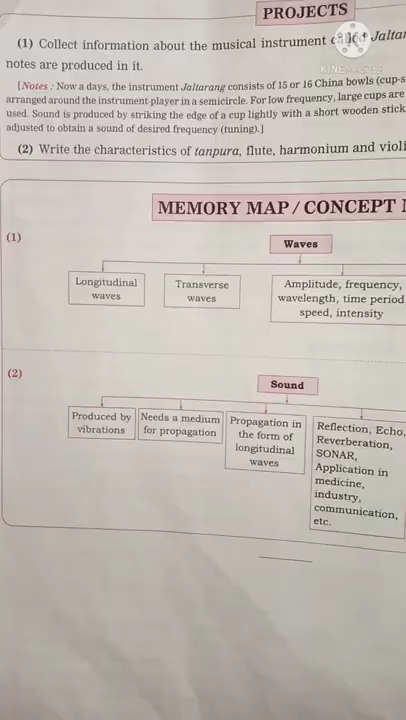 PROJECTS
(1) Collect information about the musical instrument called Jaltar
notes are produced in it.
KINEMASTER
[Notes : Now a days, the instrument Jaltarang consists of 15 or 16 China bowls (cup-s
arranged around the instrument-player in a semicircle. For low frequency, large cups are
used. Sound is produced by striking the edge of a cup lightly with a short wooden stick
adjusted to obtain a sound of desired frequency (tuning).]
(2) Write the characteristics of tanpura, flute, harmonium and violi
MEMORY MAP / CONCEPT
(1)
Waves
Longitudinal
waves
Transverse
waves
Amplitude, frequency,
wavelength, time period
speed, intensity
(2)
Sound
Produced by
vibrations
Needs a medium
for propagation
Propagation in
the form of
longitudinal
waves
Reflection, Echo,
Reverberation,
SONAR,
Application in
medicine,
industry,
communication,
etc.